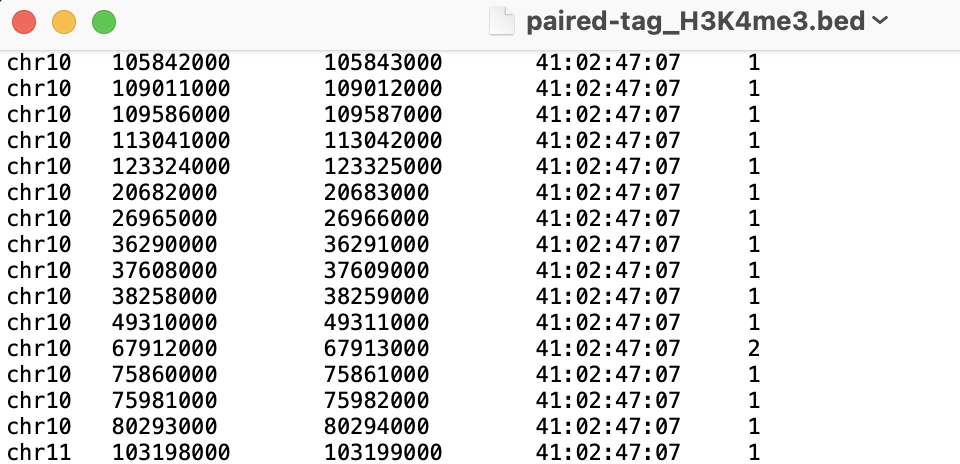 paired-tag_H3K4me3.bed
chr10 105842000 105843000 41:02:47:07 1
chr10 109011000 109012000 41:02:47:07 1
chr10 109586000 109587000 41:02:47:07 1
chr10 113041000 113042000 41:02:47:07 1
chr10 123324000 123325000 41:02:47:07 1
chr10 20682000 20683000 41:02:47:07 1
chr10 26965000 26966000 41:02:47:07 1
chr10 36290000 36291000 41:02:47:07 1
chr10 37608000 37609000 41:02:47:07 1
chr10 38258000 38259000 41:02:47:07 1
chr10 49310000 49311000 41:02:47:07 1
chr10 67912000 67913000 41:02:47:07 2
chr10 75860000 75861000 41:02:47:07 1
chr10 75981000 75982000 41:02:47:07 1
chr10 80293000 80294000 41:02:47:07 1
chr11 103198000 103199000 41:02:47:07 1